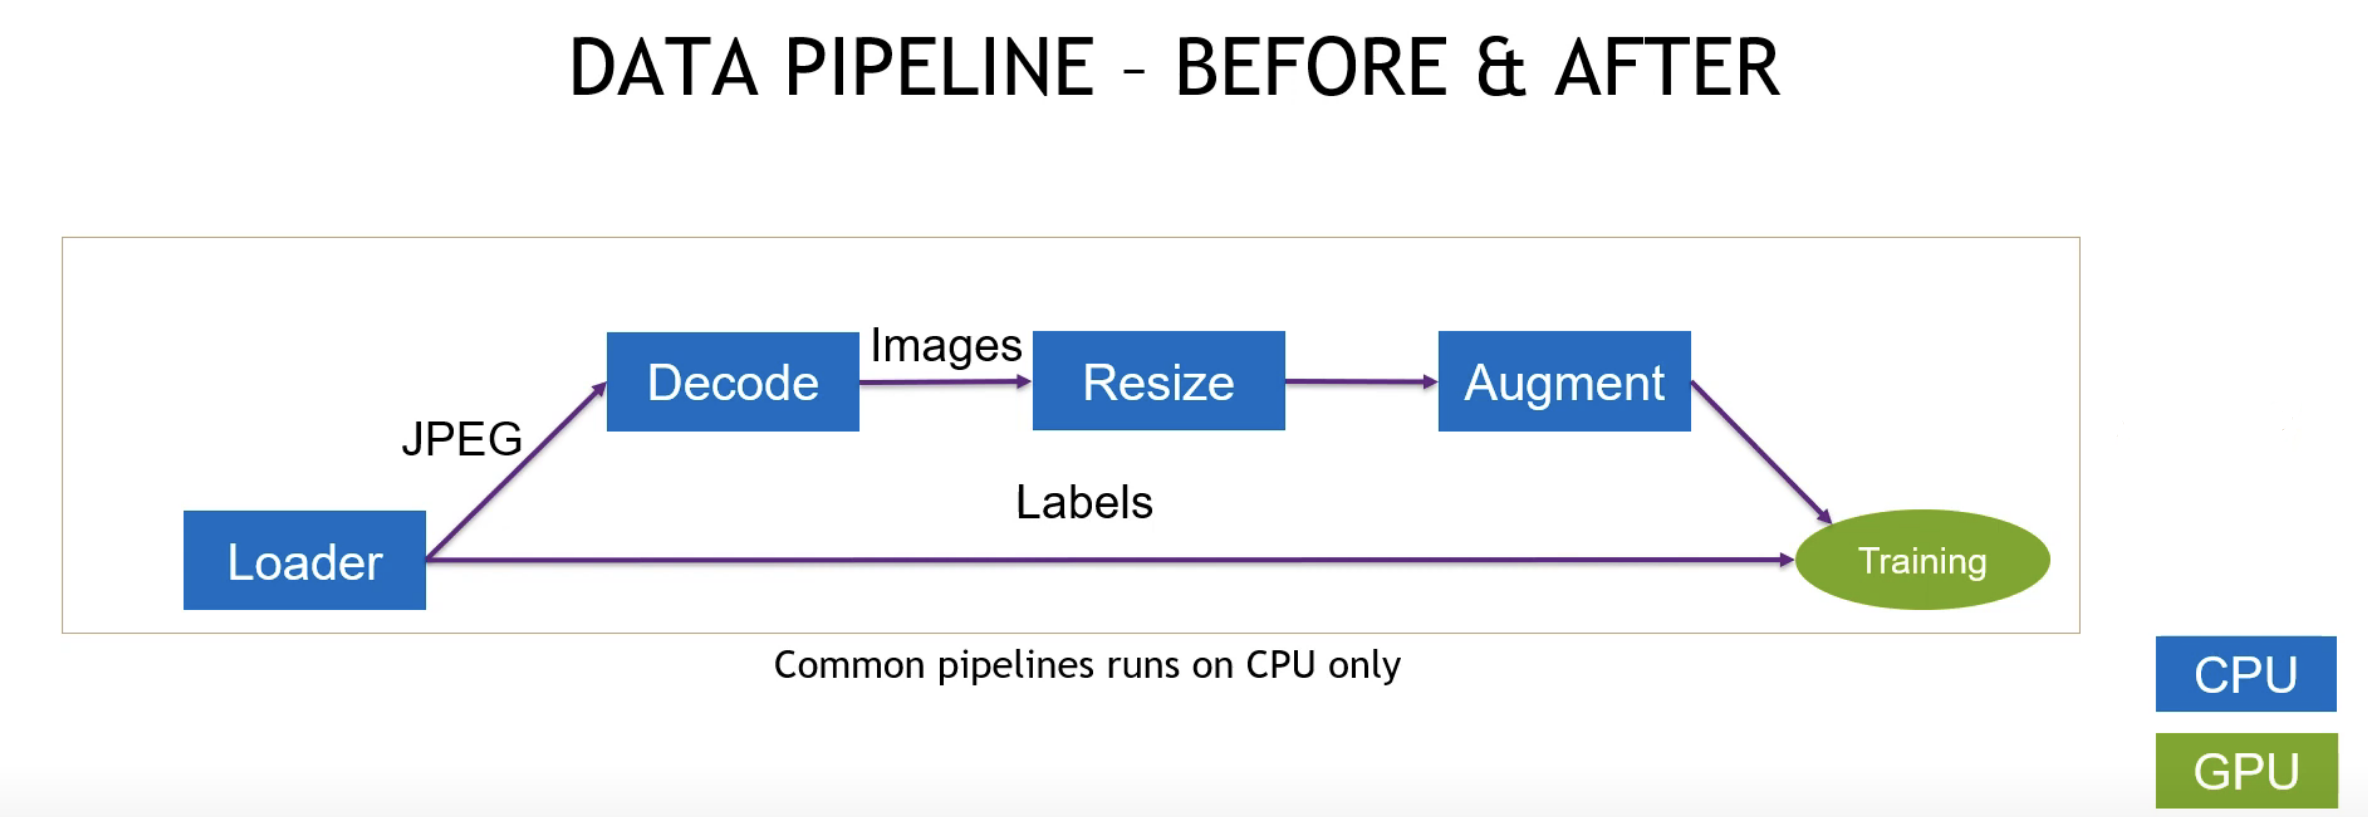 DATA PIPELINE – BEFORE & AFTER
Images
Decode
Resize
Augment
JPEG
Labels
Loader
Training
Common pipelines runs on CPU only
CPU
GPU